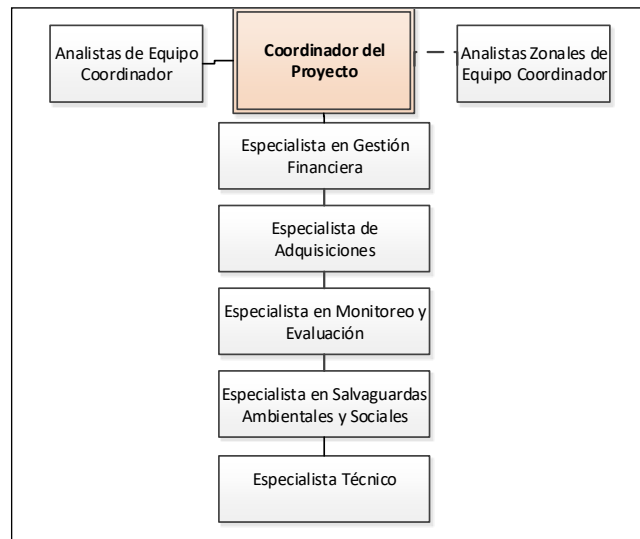 Analistas de Equipo
Coordinador
Coordinador del
Proyecto
Analistas Zonales de
Equipo Coordinador
Especialista en Gestión
Financiera
Especialista de
Adquisiciones
Especialista en Monitoreo y
Evaluación
Especialista en Salvaguardas
Ambientales y Sociales
Especialista Técnico